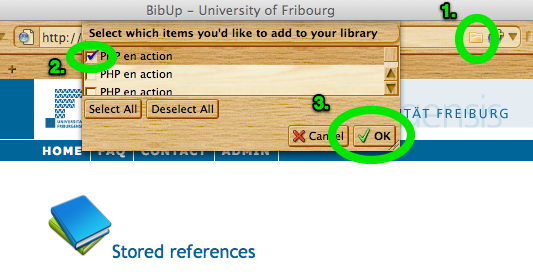 BibUp – University of Fribourg
1.
http:/
Select which items you'd like to add to your library
2.
PHP en action
PHP en action
PHP en action
Select All
Deselect All
3.
Cancel
OK
UNIVERSITÉ
TÄT FREIBURG
HOME FAQ CONTACT ADMIN
Stored references